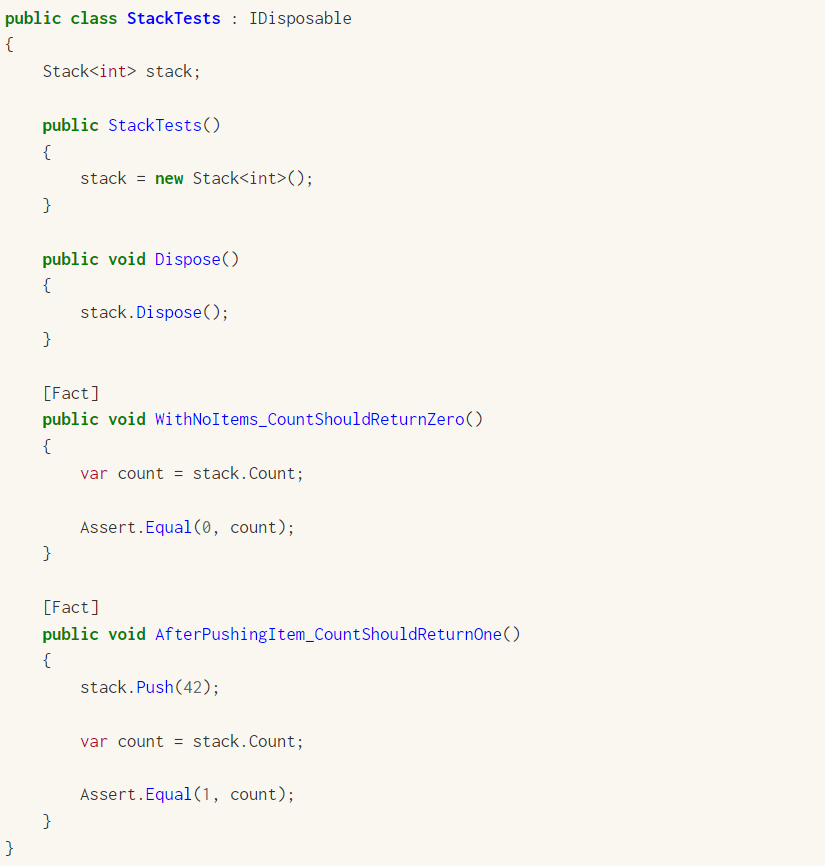 public class StackTests : IDisposable
{
    Stack<int> stack;

    public StackTests()
    {
        stack = new Stack<int>();
    }

    public void Dispose()
    {
        stack.Dispose();
    }

    [Fact]
    public void WithNoItems_CountShouldReturnZero()
    {
        var count = stack.Count;

        Assert.Equal(0, count);
    }

    [Fact]
    public void AfterPushingItem_CountShouldReturnOne()
    {
        stack.Push(42);

        var count = stack.Count;

        Assert.Equal(1, count);
    }
}